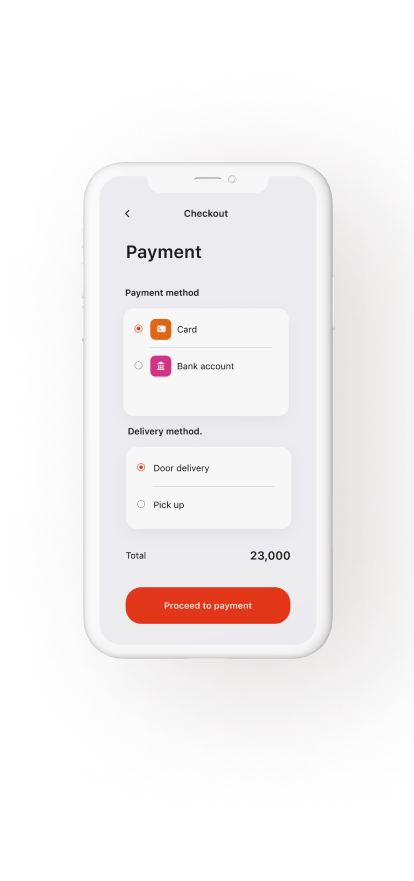 Checkout
Payment
Payment method
Card
Bank account
Delivery method.
Door delivery
Pick up
Total 23,000
Proceed to payment